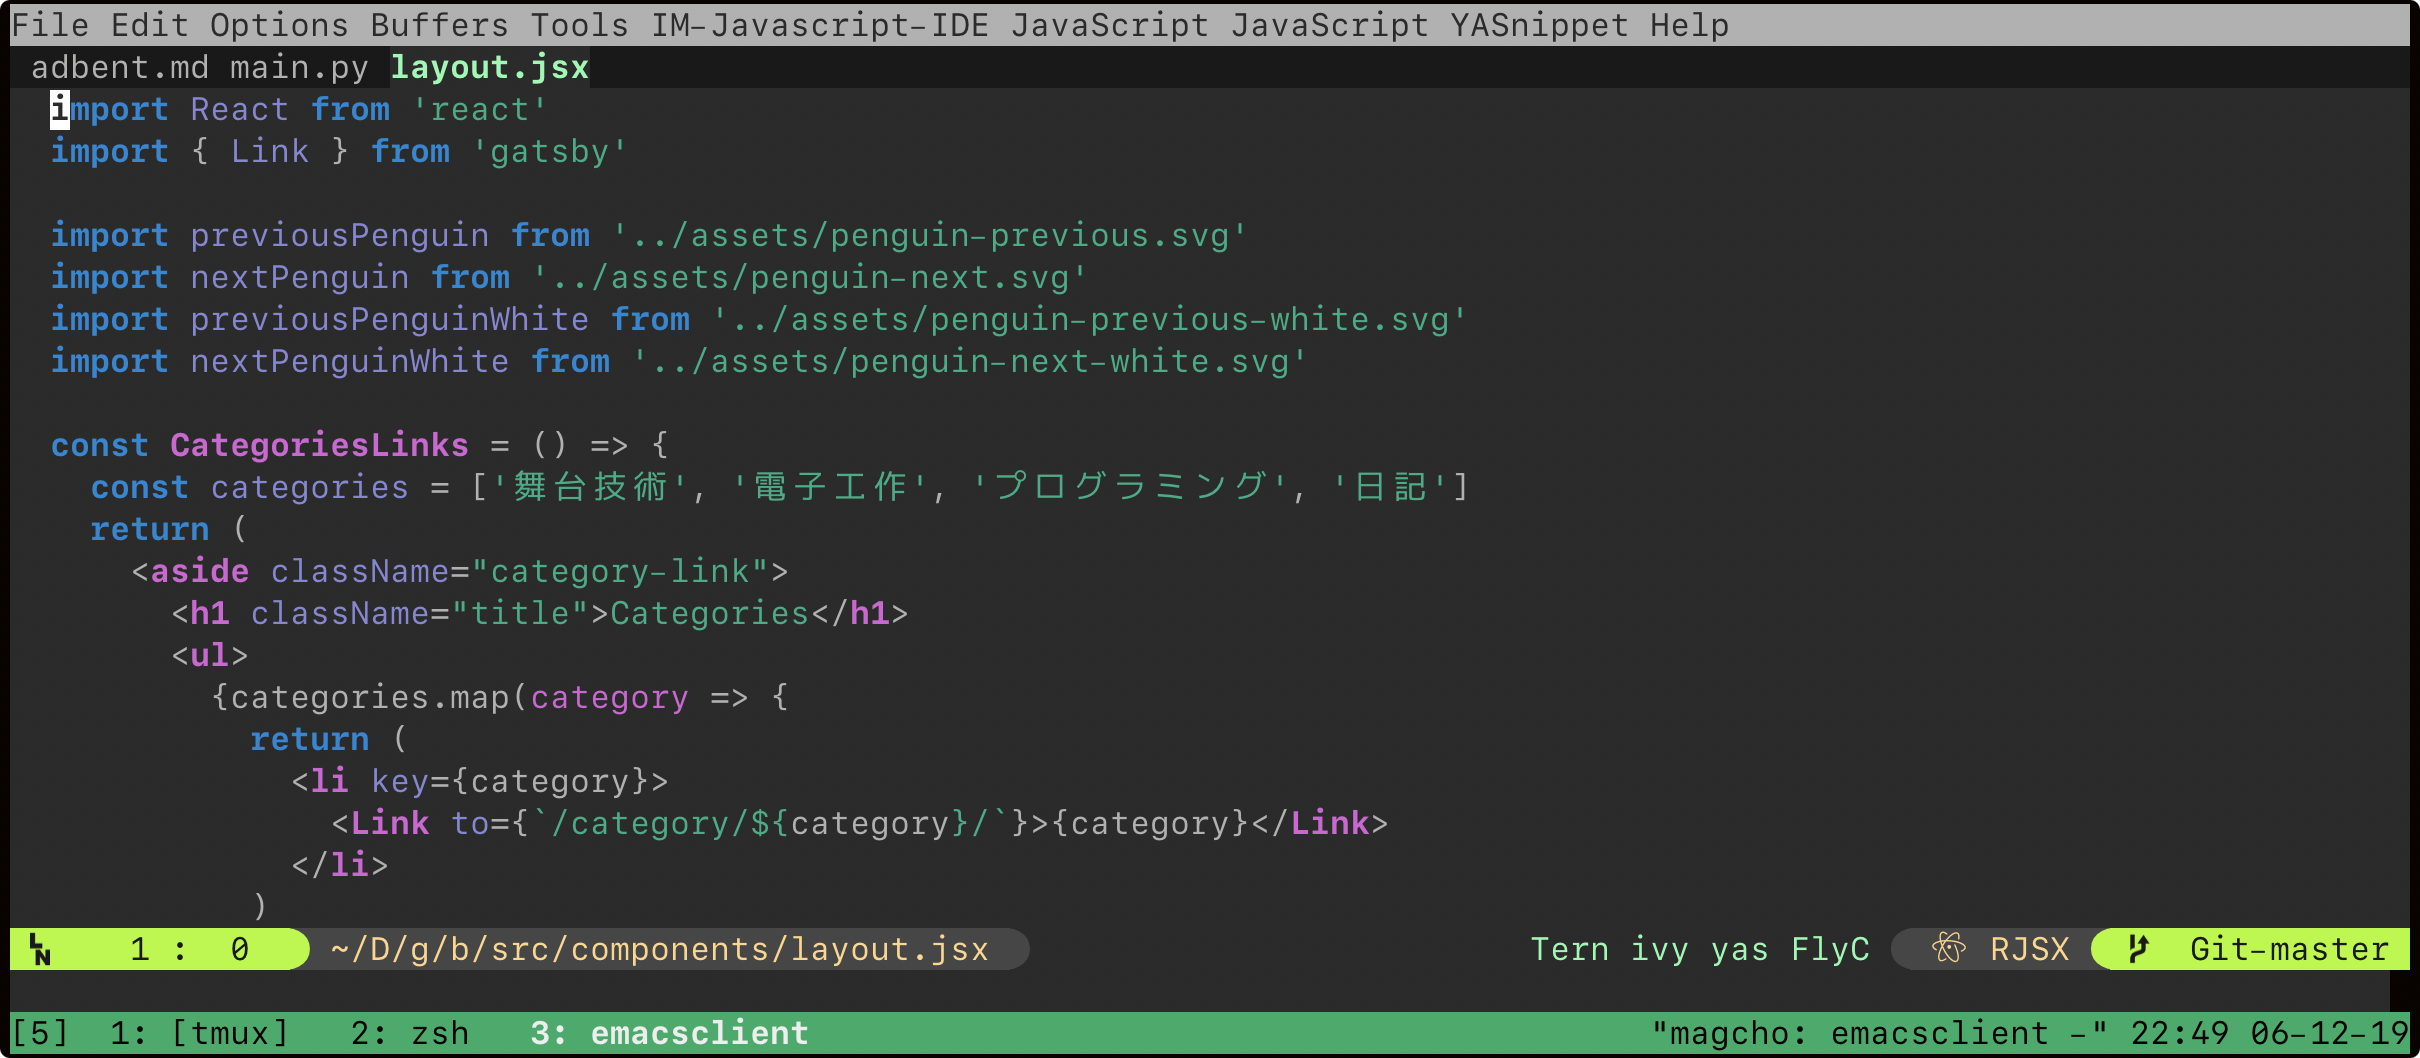 File Edit Options Buffers Tools IM-Javascript-IDE JavaScript JavaScript YASnippet Help
adbent.md main.py layout.jsx
import React from 'react'
import { Link } from 'gatsby'
import previousPenguin from '../assets/penguin-previous.svg'
import nextPenguin from '../assets/penguin-next.svg'
import previousPenguinWhite from '../assets/penguin-previous-white.svg'
import nextPenguinWhite from '../assets/penguin-next-white.svg'
const CategoriesLinks = () => {
const categories = ['舞台技術', '電子工作', 'プログラミング', '日記']
return (
<aside className="category-link">
<h1 className="title">Categories</h1>
<ul>
{categories.map(category => {
return (
<li key={category}>
<Link to={`/category/${category}/`}>{category}</Link>
</li>
)
LN 1 : 0 ~/D/g/b/src/components/layout.jsx Tern ivy yas FlyC RJSX Git-master
[5] 1: [tmux] 2: zsh 3: emacsclient "magcho: emacsclient -" 22:49 06-12-19